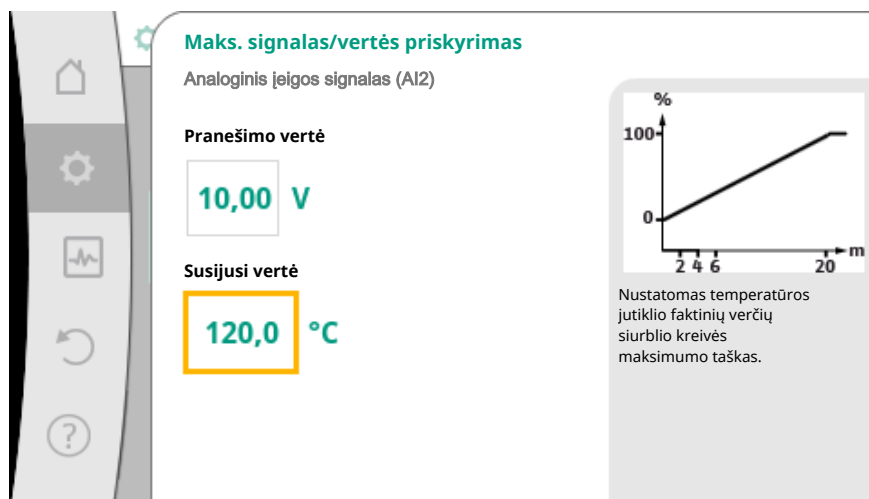 Maks. signalas/vertės priskyrimas
Analoginis įeigos signalas (AI2)
Pranešimo vertė
10,00 V
Susijusi vertė
120,0 °C
%
100
0
2 4 6 20 m
Nustatomas temperatūros
jutiklio faktinių verčių
siurblio kreivės
maksimumo taškas.
?